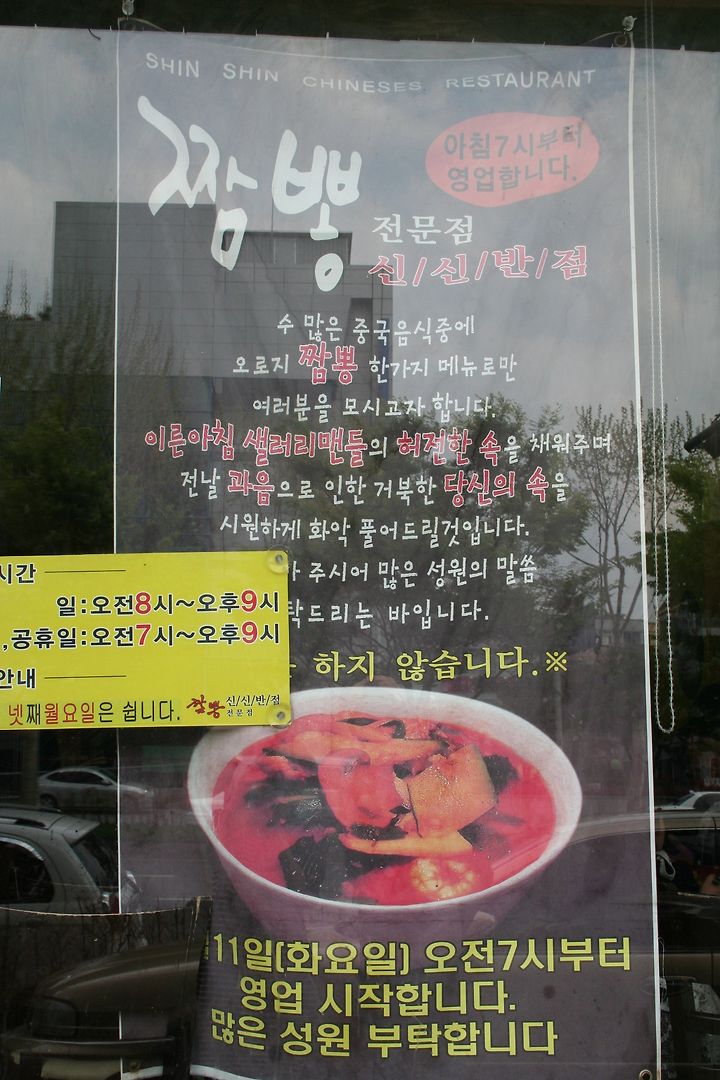 SHIN SHIN CHINESES RESTAURANT
짬뽕
아침7시부터
영업합니다.
전문점
신/신/반/점
수 많은 중국음식중에
오로지 짬뽕 한가지 메뉴로만
여러분을 모시고자 합니다.
이른아침 샐러리맨들의 허전한 속을 채워주며
전날 과음으로 인한 거북한 당신의 속을
시원하게 화악 풀어드릴것입니다.
주시어 많은 성원의 말씀
탁드리는 바입니다.
하지 않습니다.※
시간
일:오전8시~오후9시
,공휴일:오전7시~오후9시
안내
넷째월요일은 쉽니다. 짬뽕 신/신/반/점
전문점
11일(화요일) 오전7시부터
영업 시작합니다.
많은 성원 부탁합니다